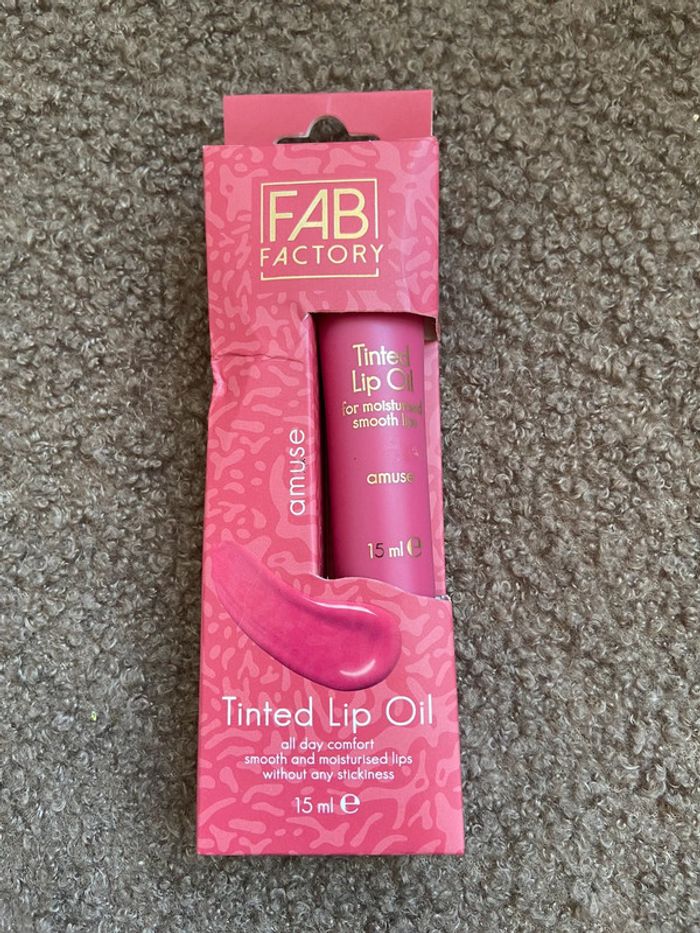 FAB
FACTORY
Tinted
Lip Oil
for moisturised
smooth lips
amuse
15 ml e
amuse
Tinted Lip Oil
all day comfort
smooth and moisturised lips
without any stickiness
15 ml e